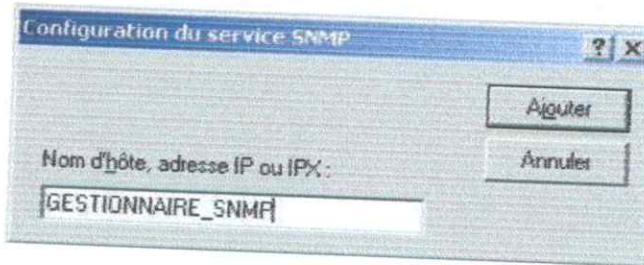 Configuration du service SNMP
? X
Ajouter
Nom d'hôte, adresse IP ou IPX :
Annuler
GESTIONNAIRE_SNMP